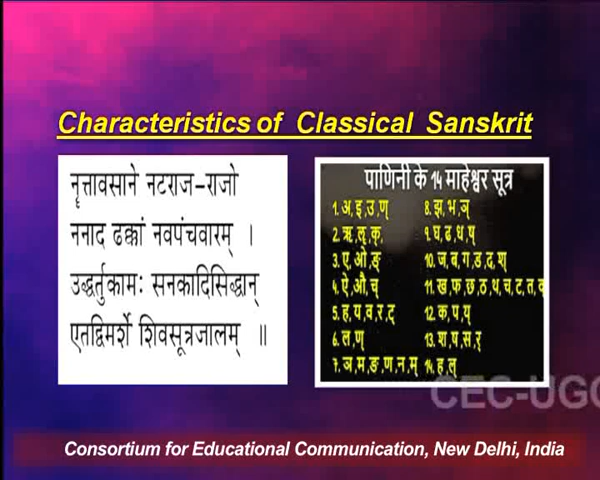 Characteristics of Classical Sanskrit
नृत्तावसाने नटराज-राजो
ननाद ढक्कां नवपंचवारम् ।
उद्धर्तुकामः सनकादिसिद्धान्
एतद्विमर्शे शिवसूत्रजालम् ॥
पाणिनी के 14 माहेश्वर सूत्र
1. अ, इ, उ, ण्
2. ऋ, ल्, क्,
3. ए, ओ, ङ्
4. ऐ, औ, च्
5. ह, य, व, र, ट्
6. ल, ण्
7. ञ, म, ङ, ण, न, म्
8. झ, भ, ञ्
9. घ, ढ, ध, ष्
10. ज, ब, ग, ड, द, श्
11. ख, फ, छ, ठ, थ, च, ट, त, व्
12. क, प, य्
13. श, ष, स, र्
14. ह, ल्
CEC-UGC
Consortium for Educational Communication, New Delhi, India